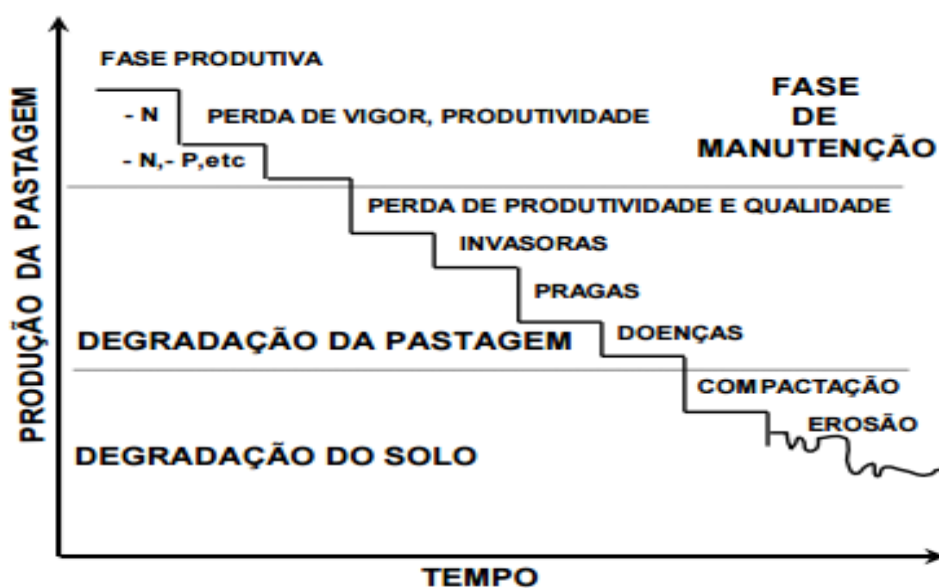 FASE PRODUTIVA
FASE
DE
MANUTENÇÃO
- N
PERDA DE VIGOR, PRODUTIVIDADE
- N,- P,etc
PERDA DE PRODUTIVIDADE E QUALIDADE
INVASORAS
PRAGAS
DOENÇAS
DEGRADAÇÃO DA PASTAGEM
COMPACTAÇÃO
EROSÃO
DEGRADAÇÃO DO SOLO
PRODUÇÃO DA PASTAGEM
TEMPO